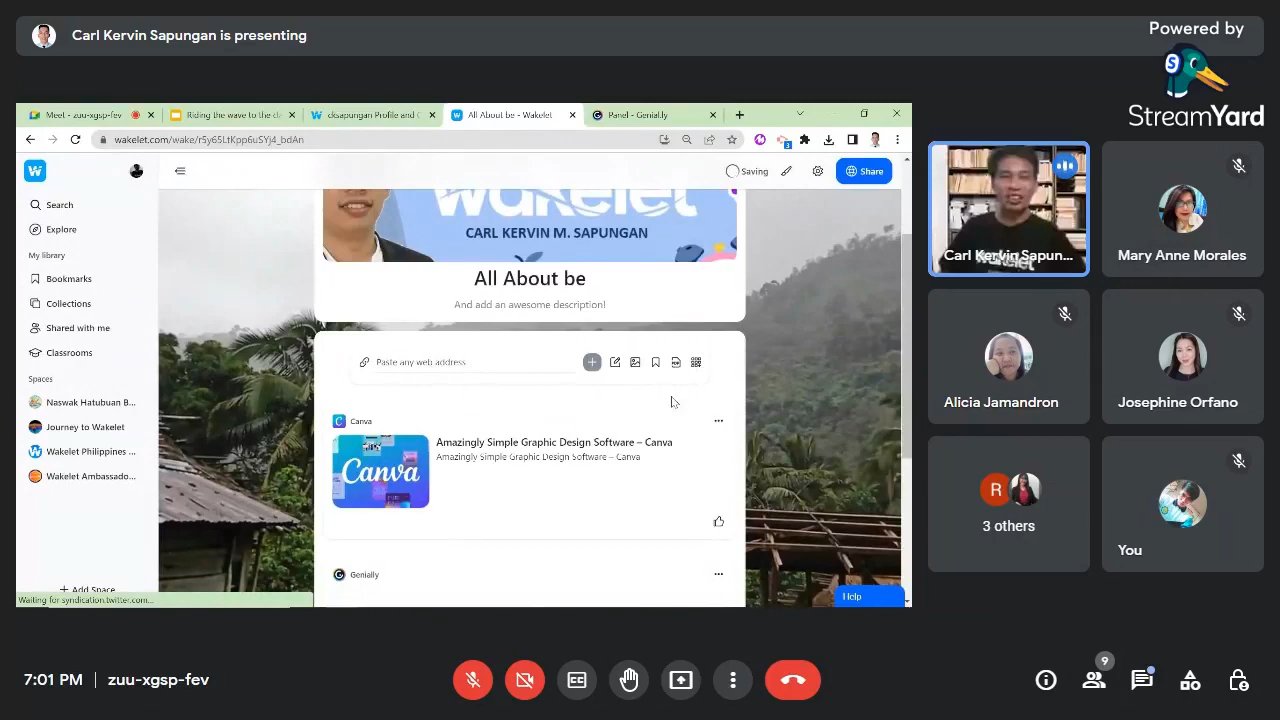 Carl Kervin Sapungan is presenting
Powered by
StreamYard
Meet - zuu-xgsp-fev
Riding the wave to the cl
cksapungan Profile and C
All About be - Wakelet
Panel - Genial.ly
wakelet.com/wake/r5y65LtKpp6uSYj4_bdAn
3
Search
Explore
My library
Bookmarks
Collections
Shared with me
Classrooms
Spaces
Naswak Hatubuan B...
Journey to Wakelet
Wakelet Philippines ...
Wakelet Ambassado...
+ Add Space
Waiting for syndication.twitter.com...
Saving
Share
wakelet
CARL KERVIN M. SAPUNGAN
All About be
And add an awesome description!
Paste any web address
Canva
Canva
Amazingly Simple Graphic Design Software – Canva
Amazingly Simple Graphic Design Software – Canva
Genially
Help
Carl Kervin Sapun...
Mary Anne Morales
Alicia Jamandron
Josephine Orfano
R
3 others
You
7:01 PM
zuu-xgsp-fev
9